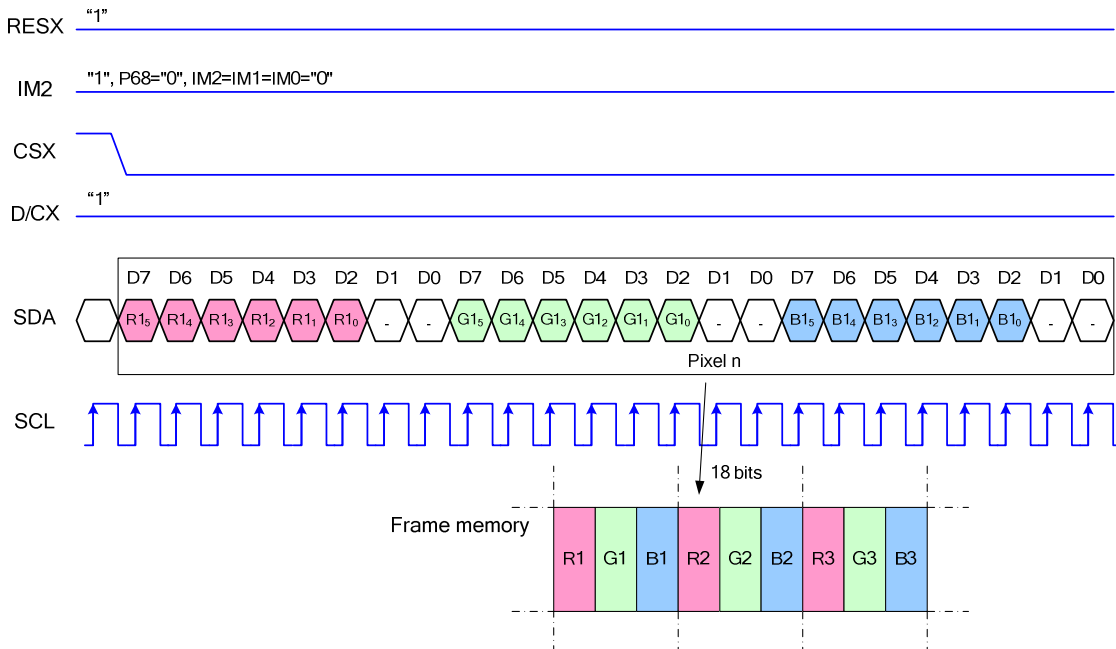 RESX “1”
IM2 "1", P68="0", IM2=IM1=IM0="0"
CSX
D/CX “1”
D7 D6 D5 D4 D3 D2 D1 D0 D7 D6 D5 D4 D3 D2 D1 D0 D7 D6 D5 D4 D3 D2 D1 D0
SDA R1₅ R1₄ R1₃ R1₂ R1₁ R1₀ - - G1₅ G1₄ G1₃ G1₂ G1₁ G1₀ - - B1₅ B1₄ B1₃ B1₂ B1₁ B1₀ - -
Pixel n
SCL
18 bits
Frame memory
R1 G1 B1 R2 G2 B2 R3 G3 B3